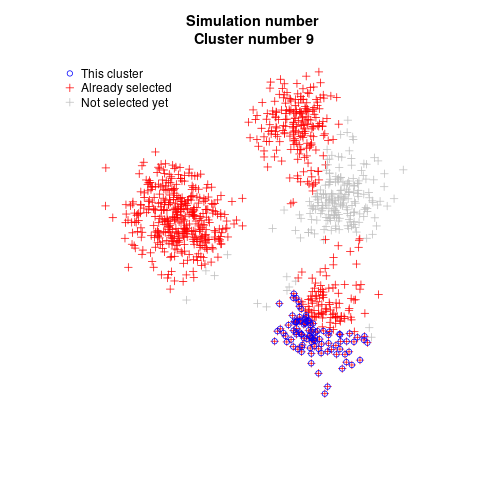 Simulation number
Cluster number 9
This cluster
Already selected
Not selected yet